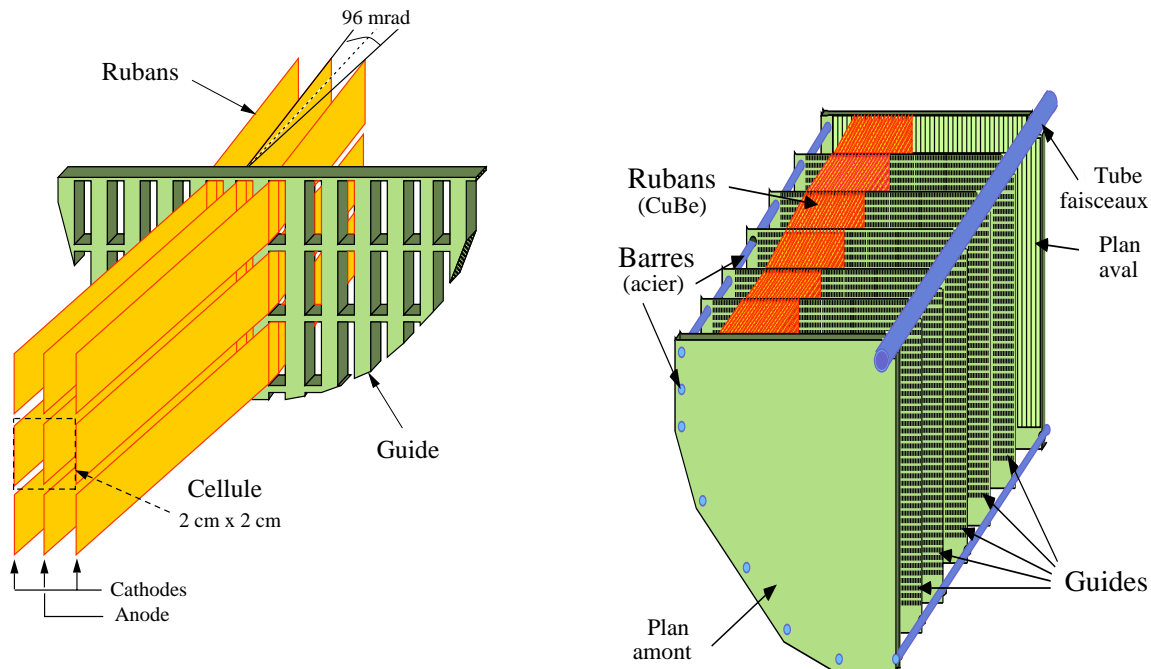 96 mrad
Rubans
Guide
Cellule
2 cm x 2 cm
Cathodes
Anode
Rubans
(CuBe)
Barres
(acier)
Tube
faisceaux
Plan
aval
Guides
Plan
amont